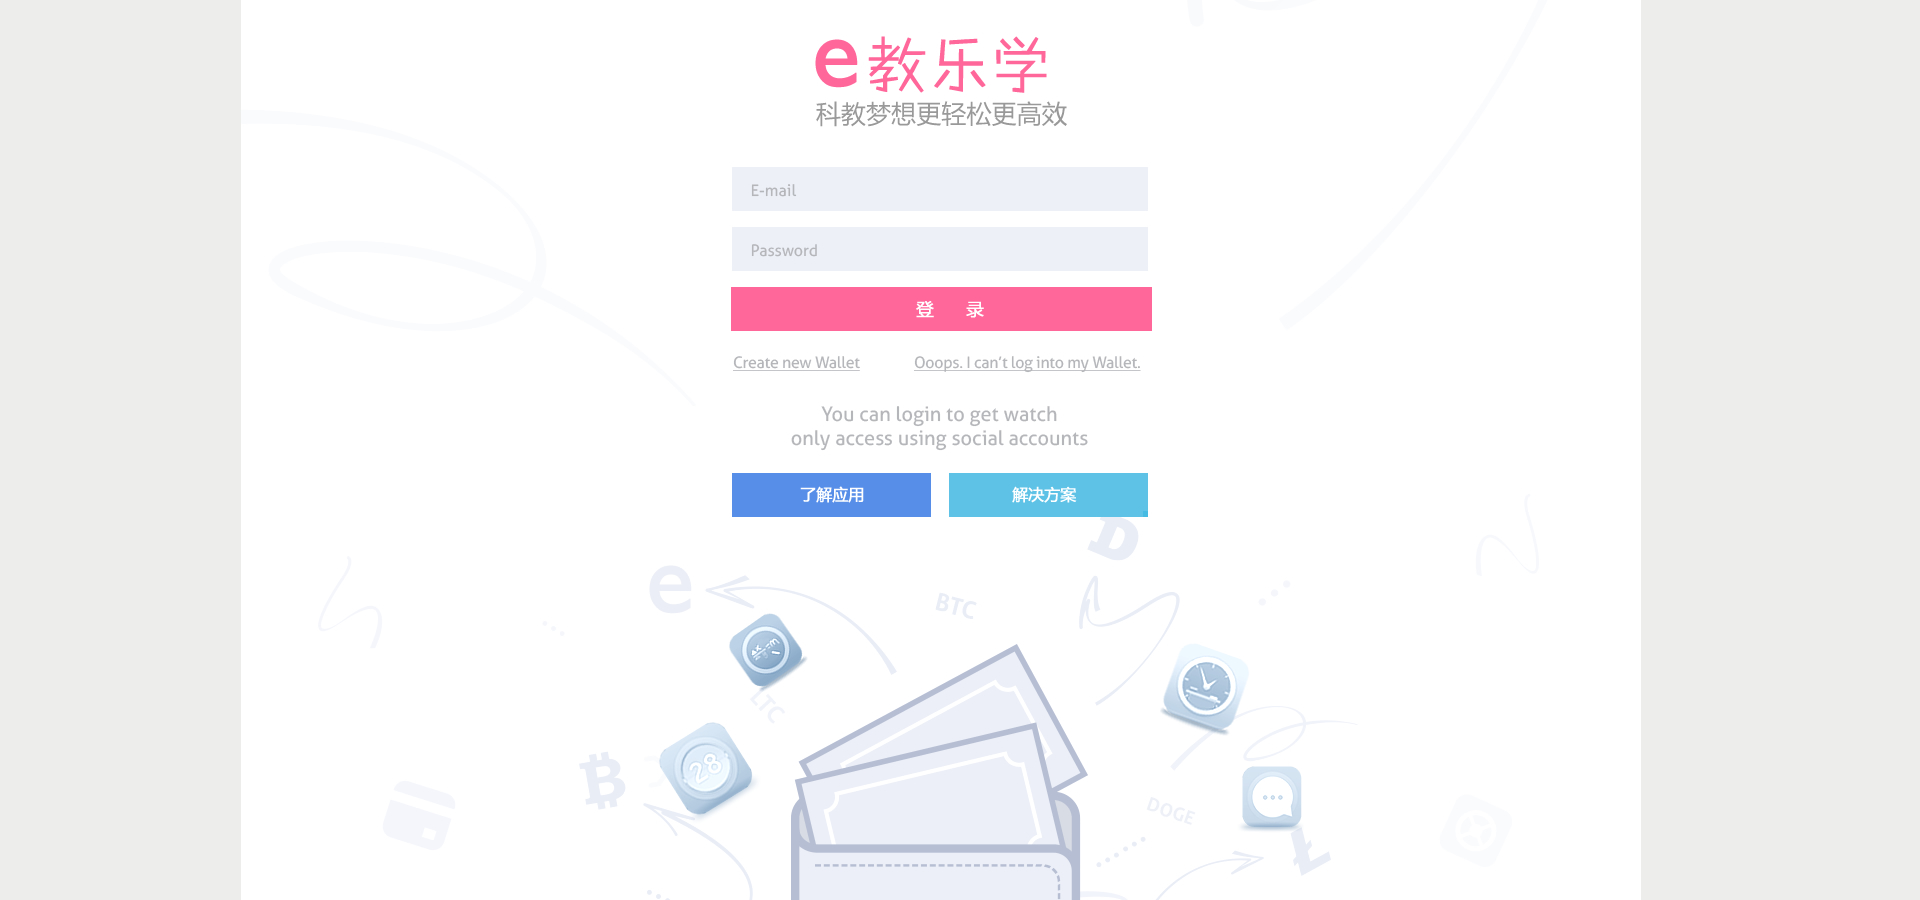 e教乐学
科教梦想更轻松更高效
E-mail
Password
登 录
Create new Wallet
Ooops. I can't log into my Wallet.
You can login to get watch
only access using social accounts
了解应用
解决方案
e
BTC
LTC
28
DOGE